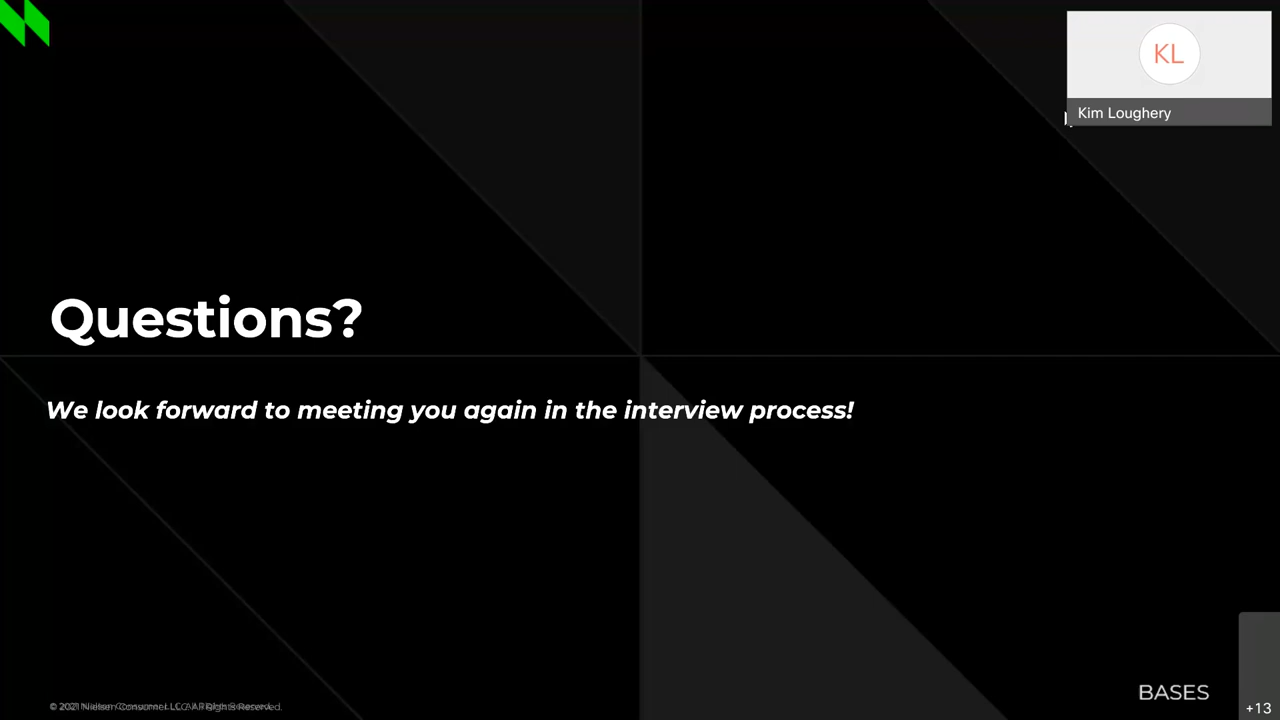 KL
Kim Loughery
Questions?
We look forward to meeting you again in the interview process!
BASES
© 2021 Nielsen Consumer LLC. All Rights Reserved.
+13